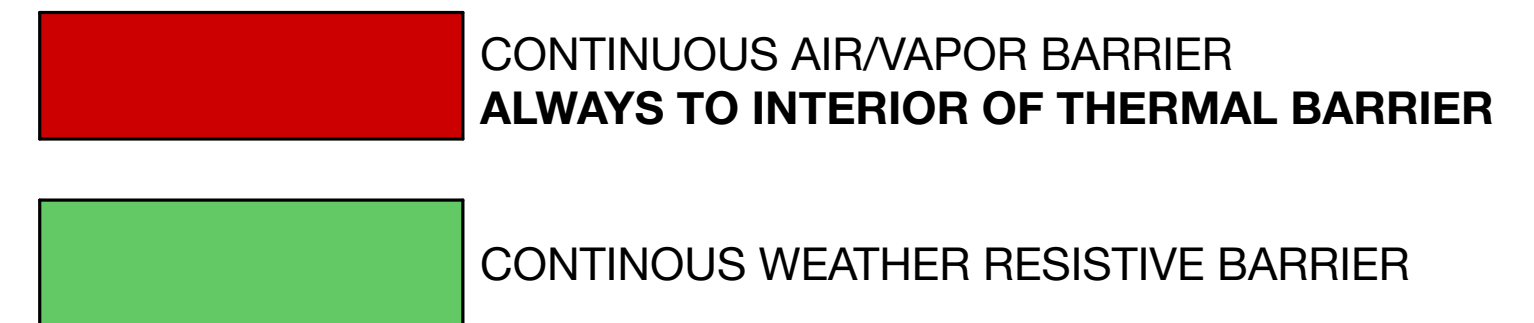 CONTINUOUS AIR/VAPOR BARRIER
ALWAYS TO INTERIOR OF THERMAL BARRIER
CONTINOUS WEATHER RESISTIVE BARRIER